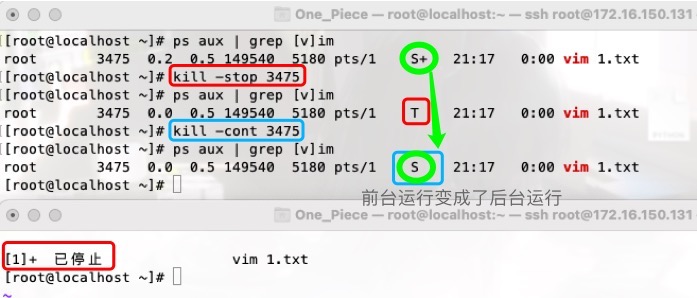 One_Piece — root@localhost:~ — ssh root@172.16.150.131
[root@localhost ~]# ps aux | grep [v]im
root 3475 0.2 0.5 149540 5180 pts/1 S+ 21:17 0:00 vim 1.txt
[root@localhost ~]# kill -stop 3475
[root@localhost ~]# ps aux | grep [v]im
root 3475 0.0 0.5 149540 5180 pts/1 T 21:17 0:00 vim 1.txt
[root@localhost ~]# kill -cont 3475
[root@localhost ~]# ps aux | grep [v]im
root 3475 0.0 0.5 149540 5180 pts/1 S 21:17 0:00 vim 1.txt
[root@localhost ~]#
前台运行变成了后台运行
One_Piece — root@localhost:~ — ssh root@172.16.150.131
[1]+ 已停止 vim 1.txt
[root@localhost ~]#
~